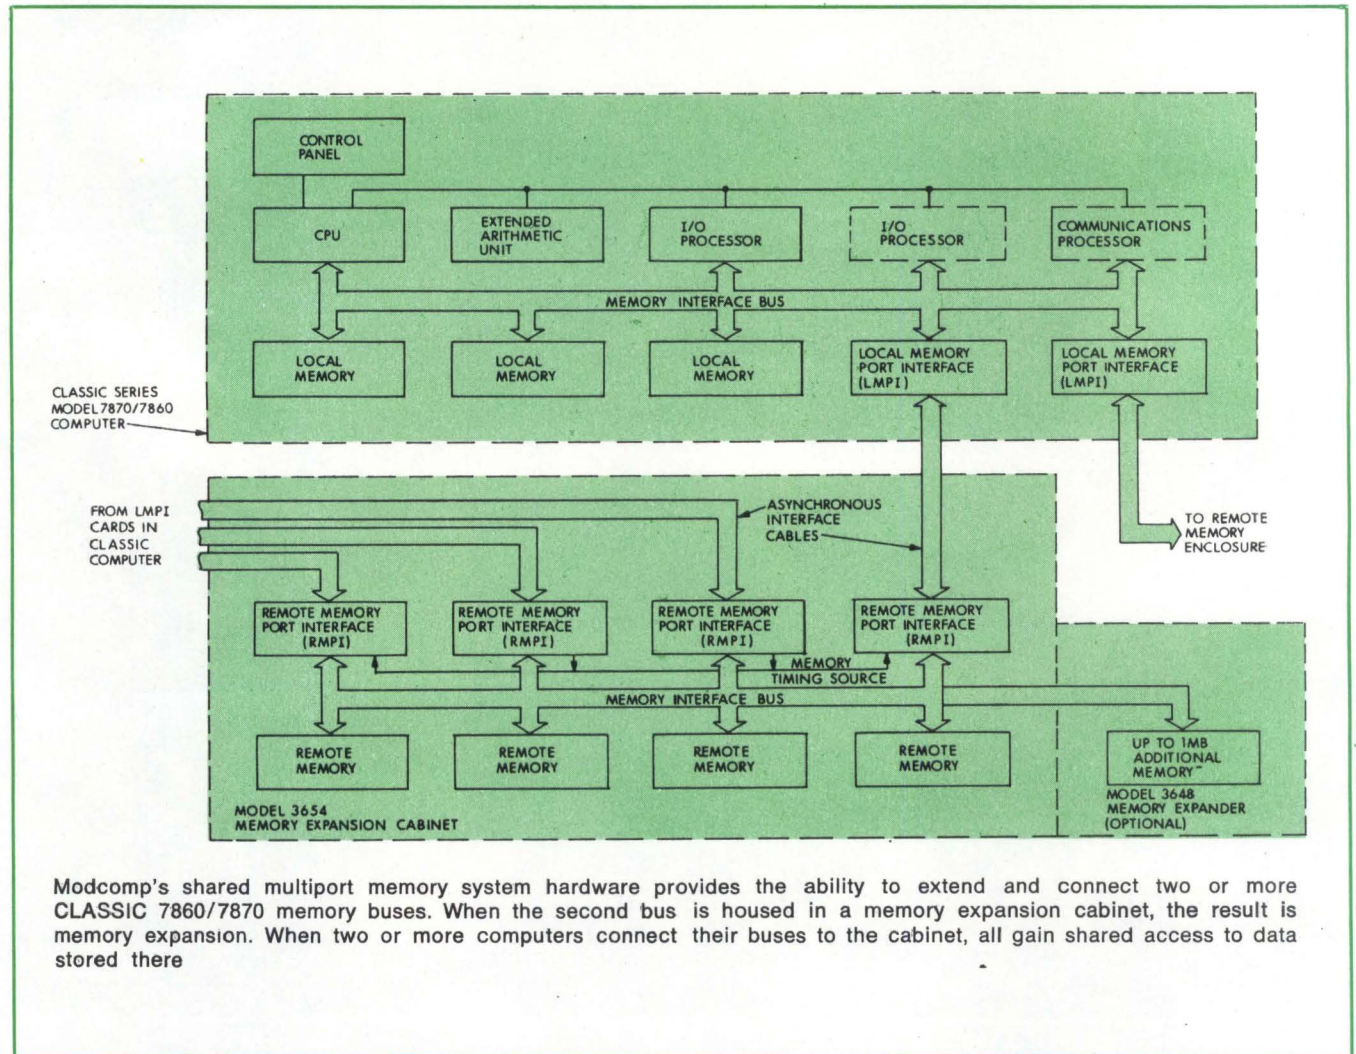 CONTROL
PANEL
CPU
EXTENDED
ARITHMETIC
UNIT
I/O
PROCESSOR
I/O
PROCESSOR
COMMUNICATIONS
PROCESSOR
MEMORY INTERFACE BUS
LOCAL
MEMORY
LOCAL
MEMORY
LOCAL
MEMORY
LOCAL MEMORY
PORT INTERFACE
(LMPI)
LOCAL MEMORY
PORT INTERFACE
(LMPI)
CLASSIC SERIES
MODEL 7870/7860
COMPUTER
FROM LMPI
CARDS IN
CLASSIC
COMPUTER
ASYNCHRONOUS
INTERFACE
CABLES
TO REMOTE
MEMORY
ENCLOSURE
REMOTE MEMORY
PORT INTERFACE
(RMPI)
REMOTE MEMORY
PORT INTERFACE
(RMPI)
REMOTE MEMORY
PORT INTERFACE
(RMPI)
REMOTE MEMORY
PORT INTERFACE
(RMPI)
MEMORY
TIMING SOURCE
MEMORY INTERFACE BUS
REMOTE
MEMORY
REMOTE
MEMORY
REMOTE
MEMORY
REMOTE
MEMORY
UP TO 1MB
ADDITIONAL
MEMORY
MODEL 3654
MEMORY EXPANSION CABINET
MODEL 3648
MEMORY EXPANDER
(OPTIONAL)
Modcomp's shared multiport memory system hardware provides the ability to extend and connect two or more
CLASSIC 7860/7870 memory buses. When the second bus is housed in a memory expansion cabinet, the result is
memory expansion. When two or more computers connect their buses to the cabinet, all gain shared access to data
stored there